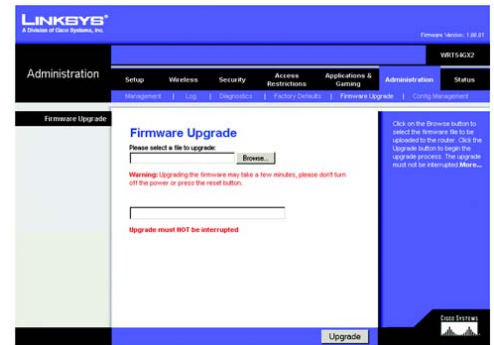 LINKSYS®
A Division of Cisco Systems, Inc.
Firmware Version: 1.00.01
WRT54GX2
Administration
Setup
Wireless
Security
Access Restrictions
Applications & Gaming
Administration
Status
Management | Log | Diagnostics | Factory Defaults | Firmware Upgrade | Config Management
Firmware Upgrade
Firmware Upgrade
Please select a file to upgrade:
Browse...
Warning: Upgrading the firmware may take a few minutes, please don't turn
off the power or press the reset button.
Upgrade must NOT be interrupted
Click on the Browse button to
select the firmware file to be
uploaded to the router. Click the
Upgrade button to begin the
upgrade process. The upgrade
must not be interrupted.More...
Upgrade
CISCO SYSTEMS